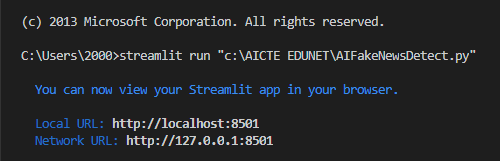 (c) 2013 Microsoft Corporation. All rights reserved.
C:\Users\2000>streamlit run "c:\AICTE EDUNET\AIFakeNewsDetect.py"
You can now view your Streamlit app in your browser.
Local URL: http://localhost:8501
Network URL: http://127.0.0.1:8501